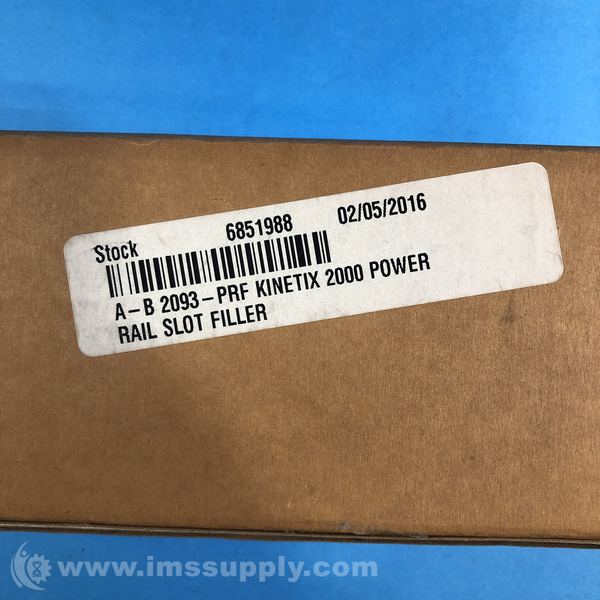 Stock 6851988 02/05/2016
A-B 2093-PRF KINETIX 2000 POWER
RAIL SLOT FILLER
www.imssupply.com